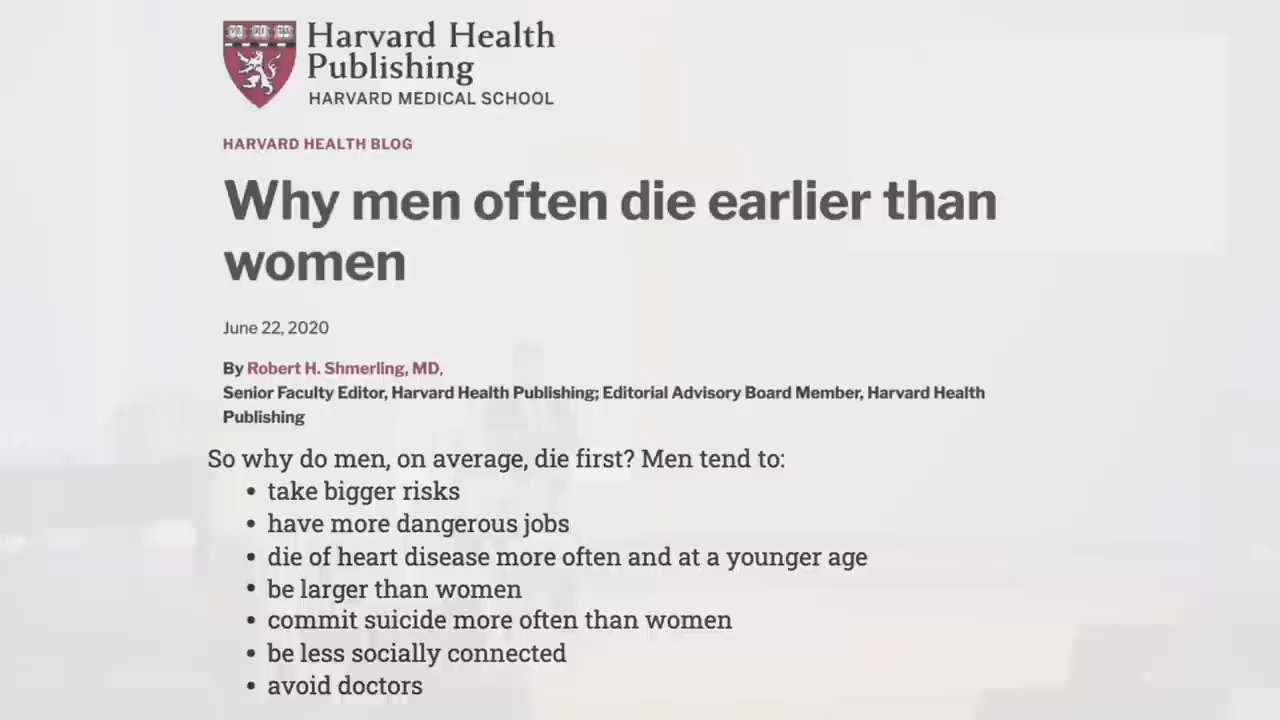 Harvard Health
Publishing
HARVARD MEDICAL SCHOOL
HARVARD HEALTH BLOG
Why men often die earlier than
women
June 22, 2020
By Robert H. Shmerling, MD,
Senior Faculty Editor, Harvard Health Publishing; Editorial Advisory Board Member, Harvard Health
Publishing
So why do men, on average, die first? Men tend to:
• take bigger risks
• have more dangerous jobs
• die of heart disease more often and at a younger age
• be larger than women
• commit suicide more often than women
• be less socially connected
• avoid doctors